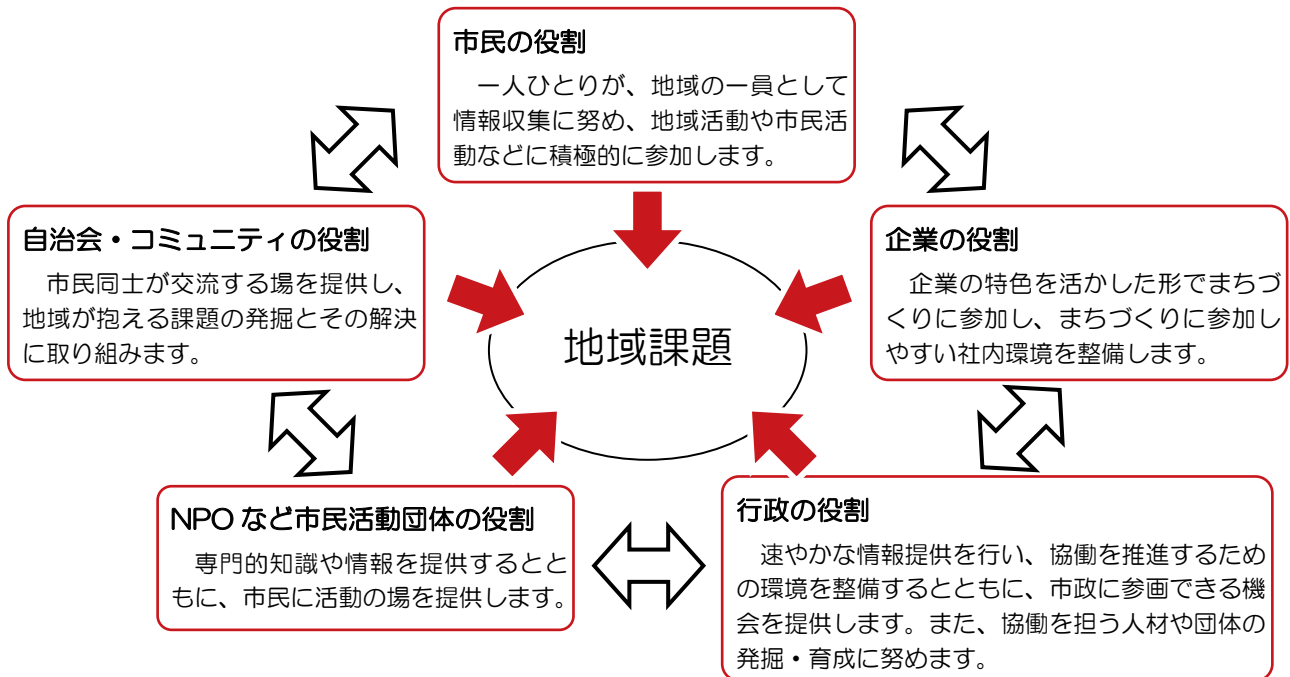 市民の役割
一人ひとりが、地域の一員として
情報収集に努め、地域活動や市民活
動などに積極的に参加します。
自治会・コミュニティの役割
市民同士が交流する場を提供し、
地域が抱える課題の発掘とその解決
に取り組みます。
企業の役割
企業の特色を活かした形でまちづ
くりに参加し、まちづくりに参加し
やすい社内環境を整備します。
地域課題
NPO など市民活動団体の役割
専門的知識や情報を提供するとと
もに、市民に活動の場を提供します。
行政の役割
速やかな情報提供を行い、協働を推進するため
の環境を整備するとともに、市政に参画できる機
会を提供します。また、協働を担う人材や団体の
発掘・育成に努めます。